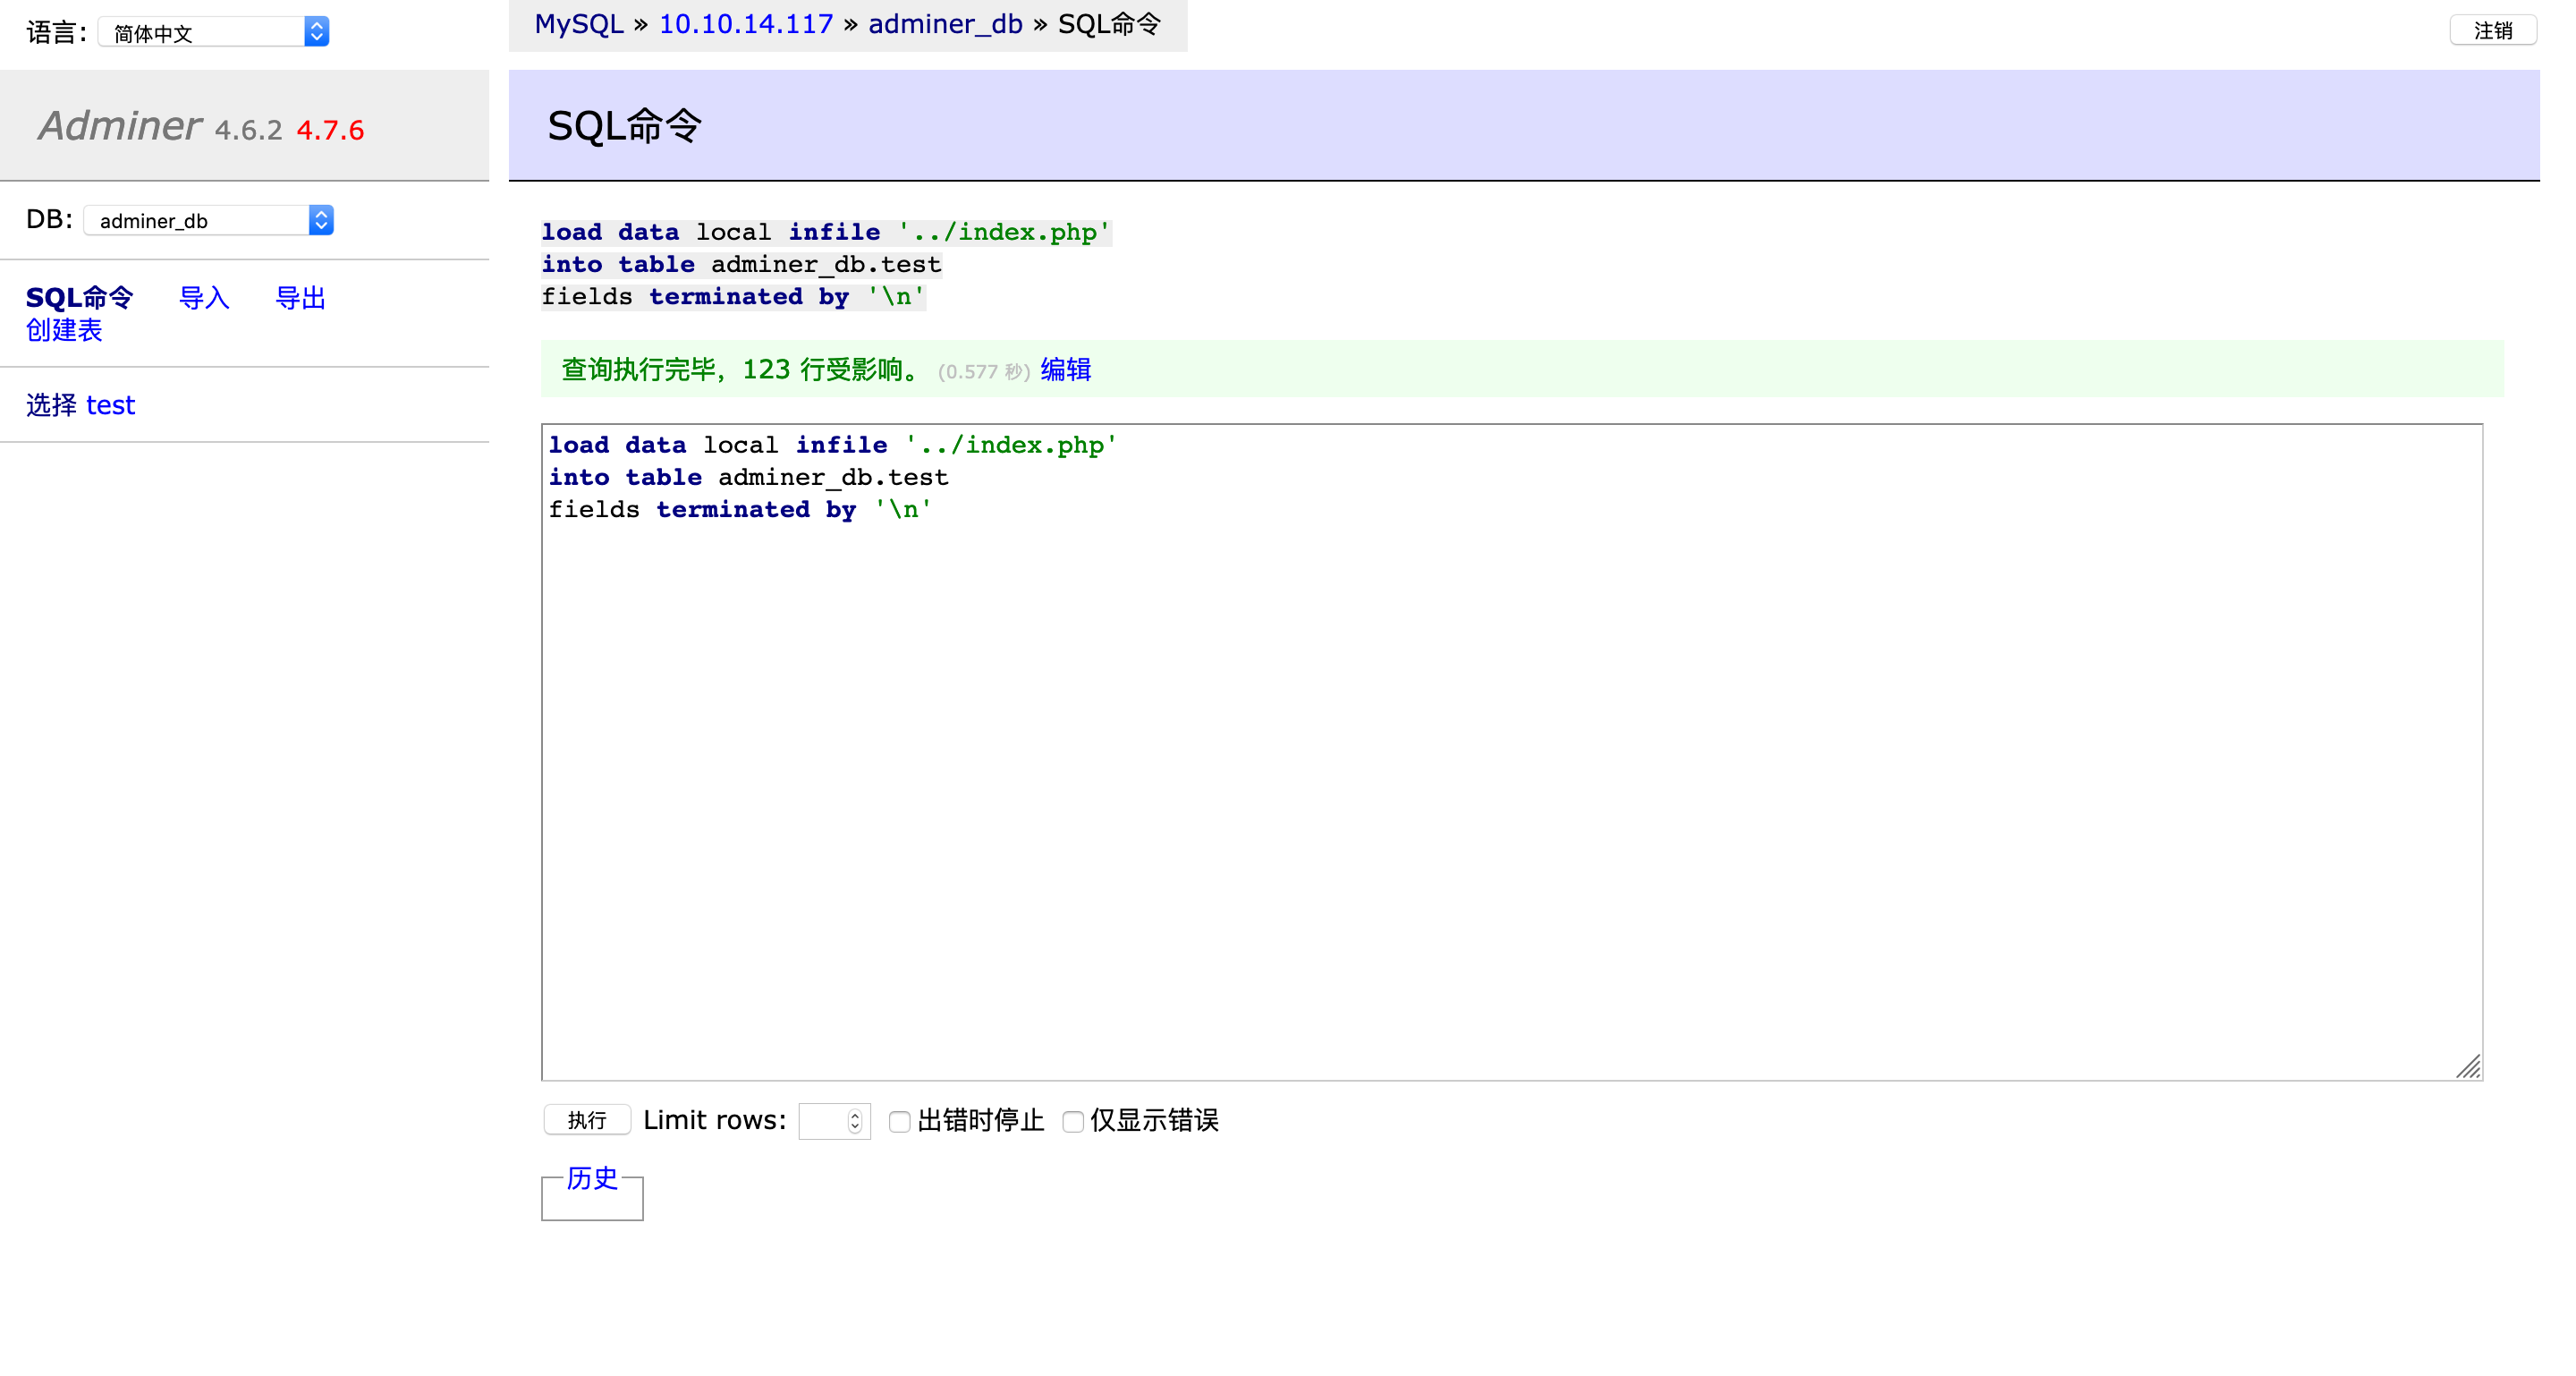 语言: 简体中文
MySQL » 10.10.14.117 » adminer_db » SQL命令
注销
Adminer 4.6.2 4.7.6
DB: adminer_db
SQL命令 导入 导出
创建表
选择 test
SQL命令
load data local infile '../index.php'
into table adminer_db.test
fields terminated by '\n'
查询执行完毕，123 行受影响。 (0.577 秒) 编辑
load data local infile '../index.php'
into table adminer_db.test
fields terminated by '\n'
执行 Limit rows: 出错时停止 仅显示错误
历史